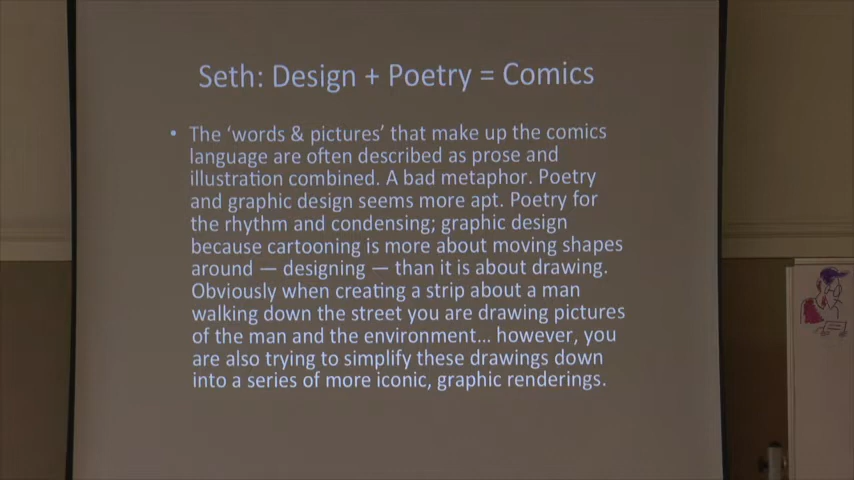 Seth: Design + Poetry = Comics
• The ‘words & pictures’ that make up the comics
language are often described as prose and
illustration combined. A bad metaphor. Poetry
and graphic design seems more apt. Poetry for
the rhythm and condensing; graphic design
because cartooning is more about moving shapes
around — designing — than it is about drawing.
Obviously when creating a strip about a man
walking down the street you are drawing pictures
of the man and the environment... however, you
are also trying to simplify these drawings down
into a series of more iconic, graphic renderings.